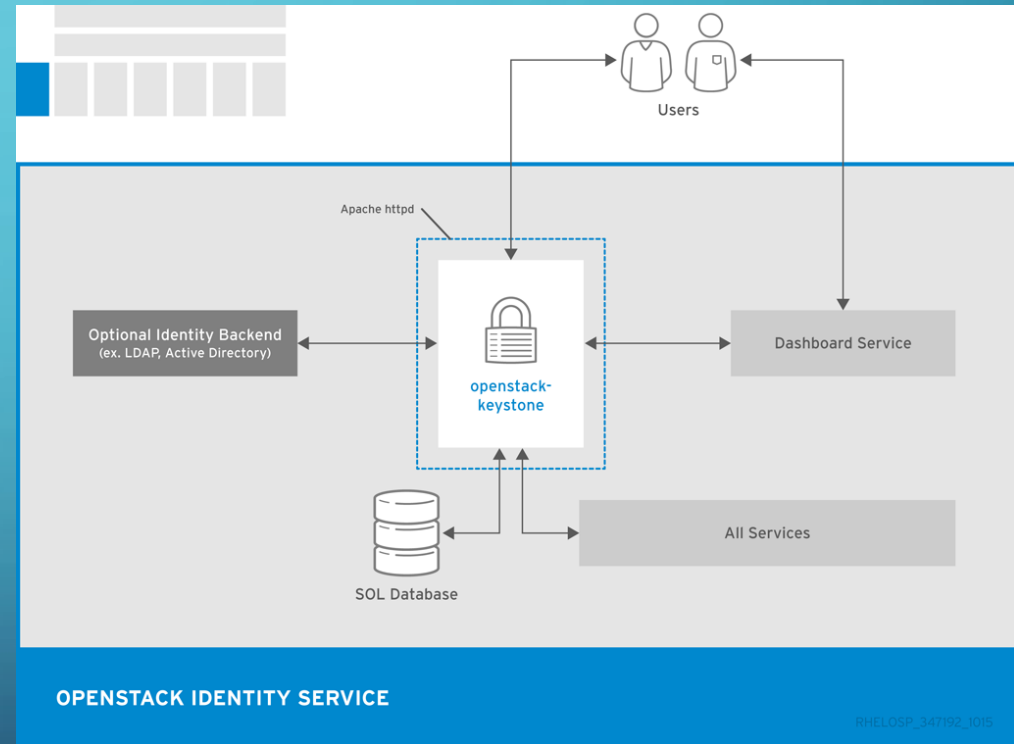 Users
Apache httpd
Optional Identity Backend
(ex. LDAP, Active Directory)
openstack-
keystone
Dashboard Service
All Services
SOL Database
OPENSTACK IDENTITY SERVICE
RHELOSP_347192_1015